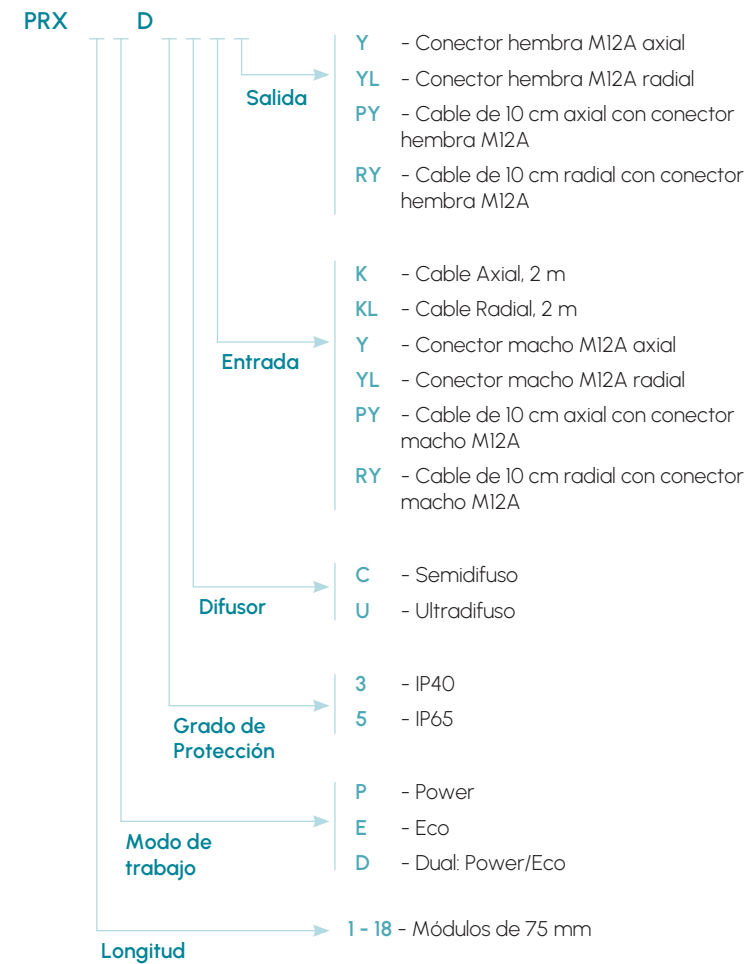 PRX D
Y - Conector hembra M12A axial
YL - Conector hembra M12A radial
Salida
PY - Cable de 10 cm axial con conector
hembra M12A
RY - Cable de 10 cm radial con conector
hembra M12A
K - Cable Axial, 2 m
KL - Cable Radial, 2 m
Y - Conector macho M12A axial
Entrada
YL - Conector macho M12A radial
PY - Cable de 10 cm axial con conector
macho M12A
RY - Cable de 10 cm radial con conector
macho M12A
C - Semidifuso
Difusor
U - Ultradifuso
3 - IP40
5 - IP65
Grado de
Protección
P - Power
E - Eco
Modo de
trabajo
D - Dual: Power/Eco
1 - 18 - Módulos de 75 mm
Longitud